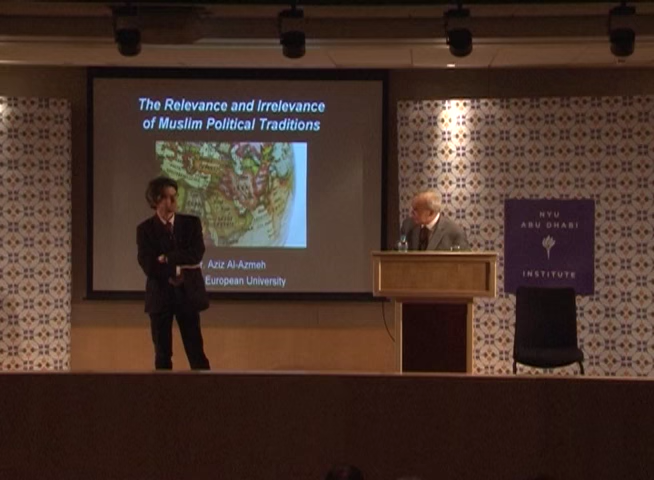 The Relevance and Irrelevance
of Muslim Political Traditions
Aziz Al-Azmeh
European University
NYU
ABU DHABI
INSTITUTE